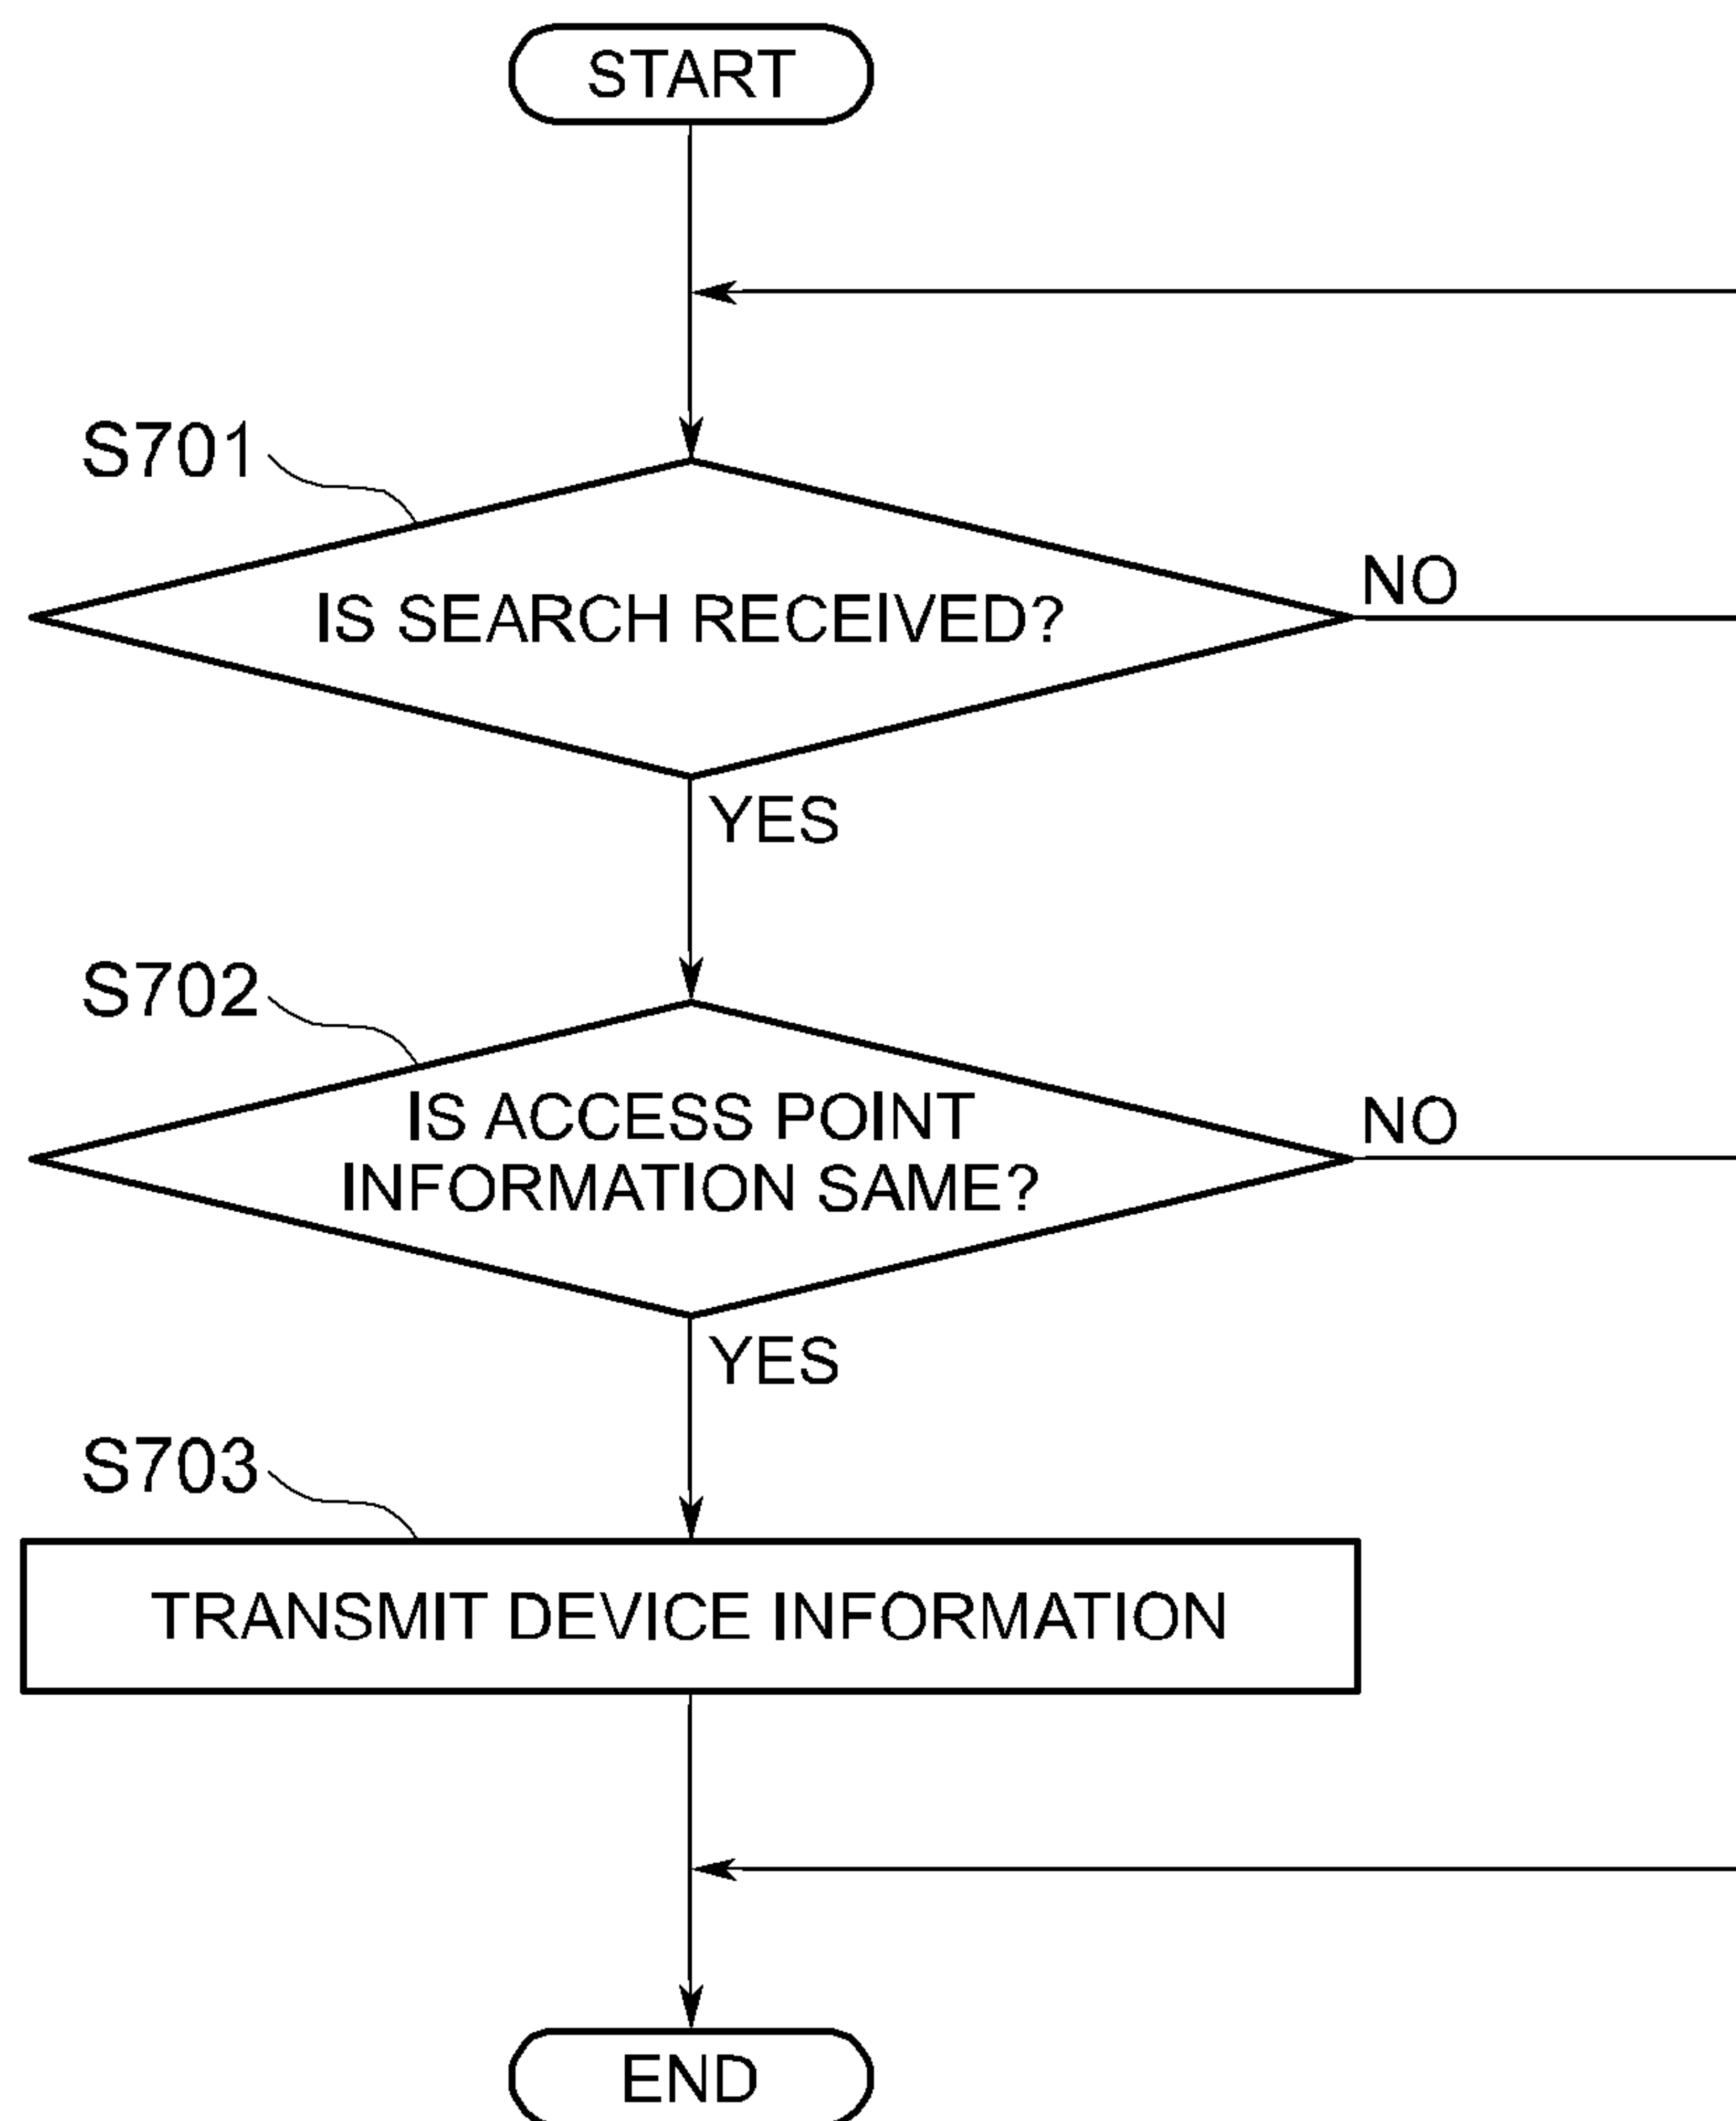 START
S701
IS SEARCH RECEIVED?
NO
YES
S702
IS ACCESS POINT
INFORMATION SAME?
NO
YES
S703
TRANSMIT DEVICE INFORMATION
END